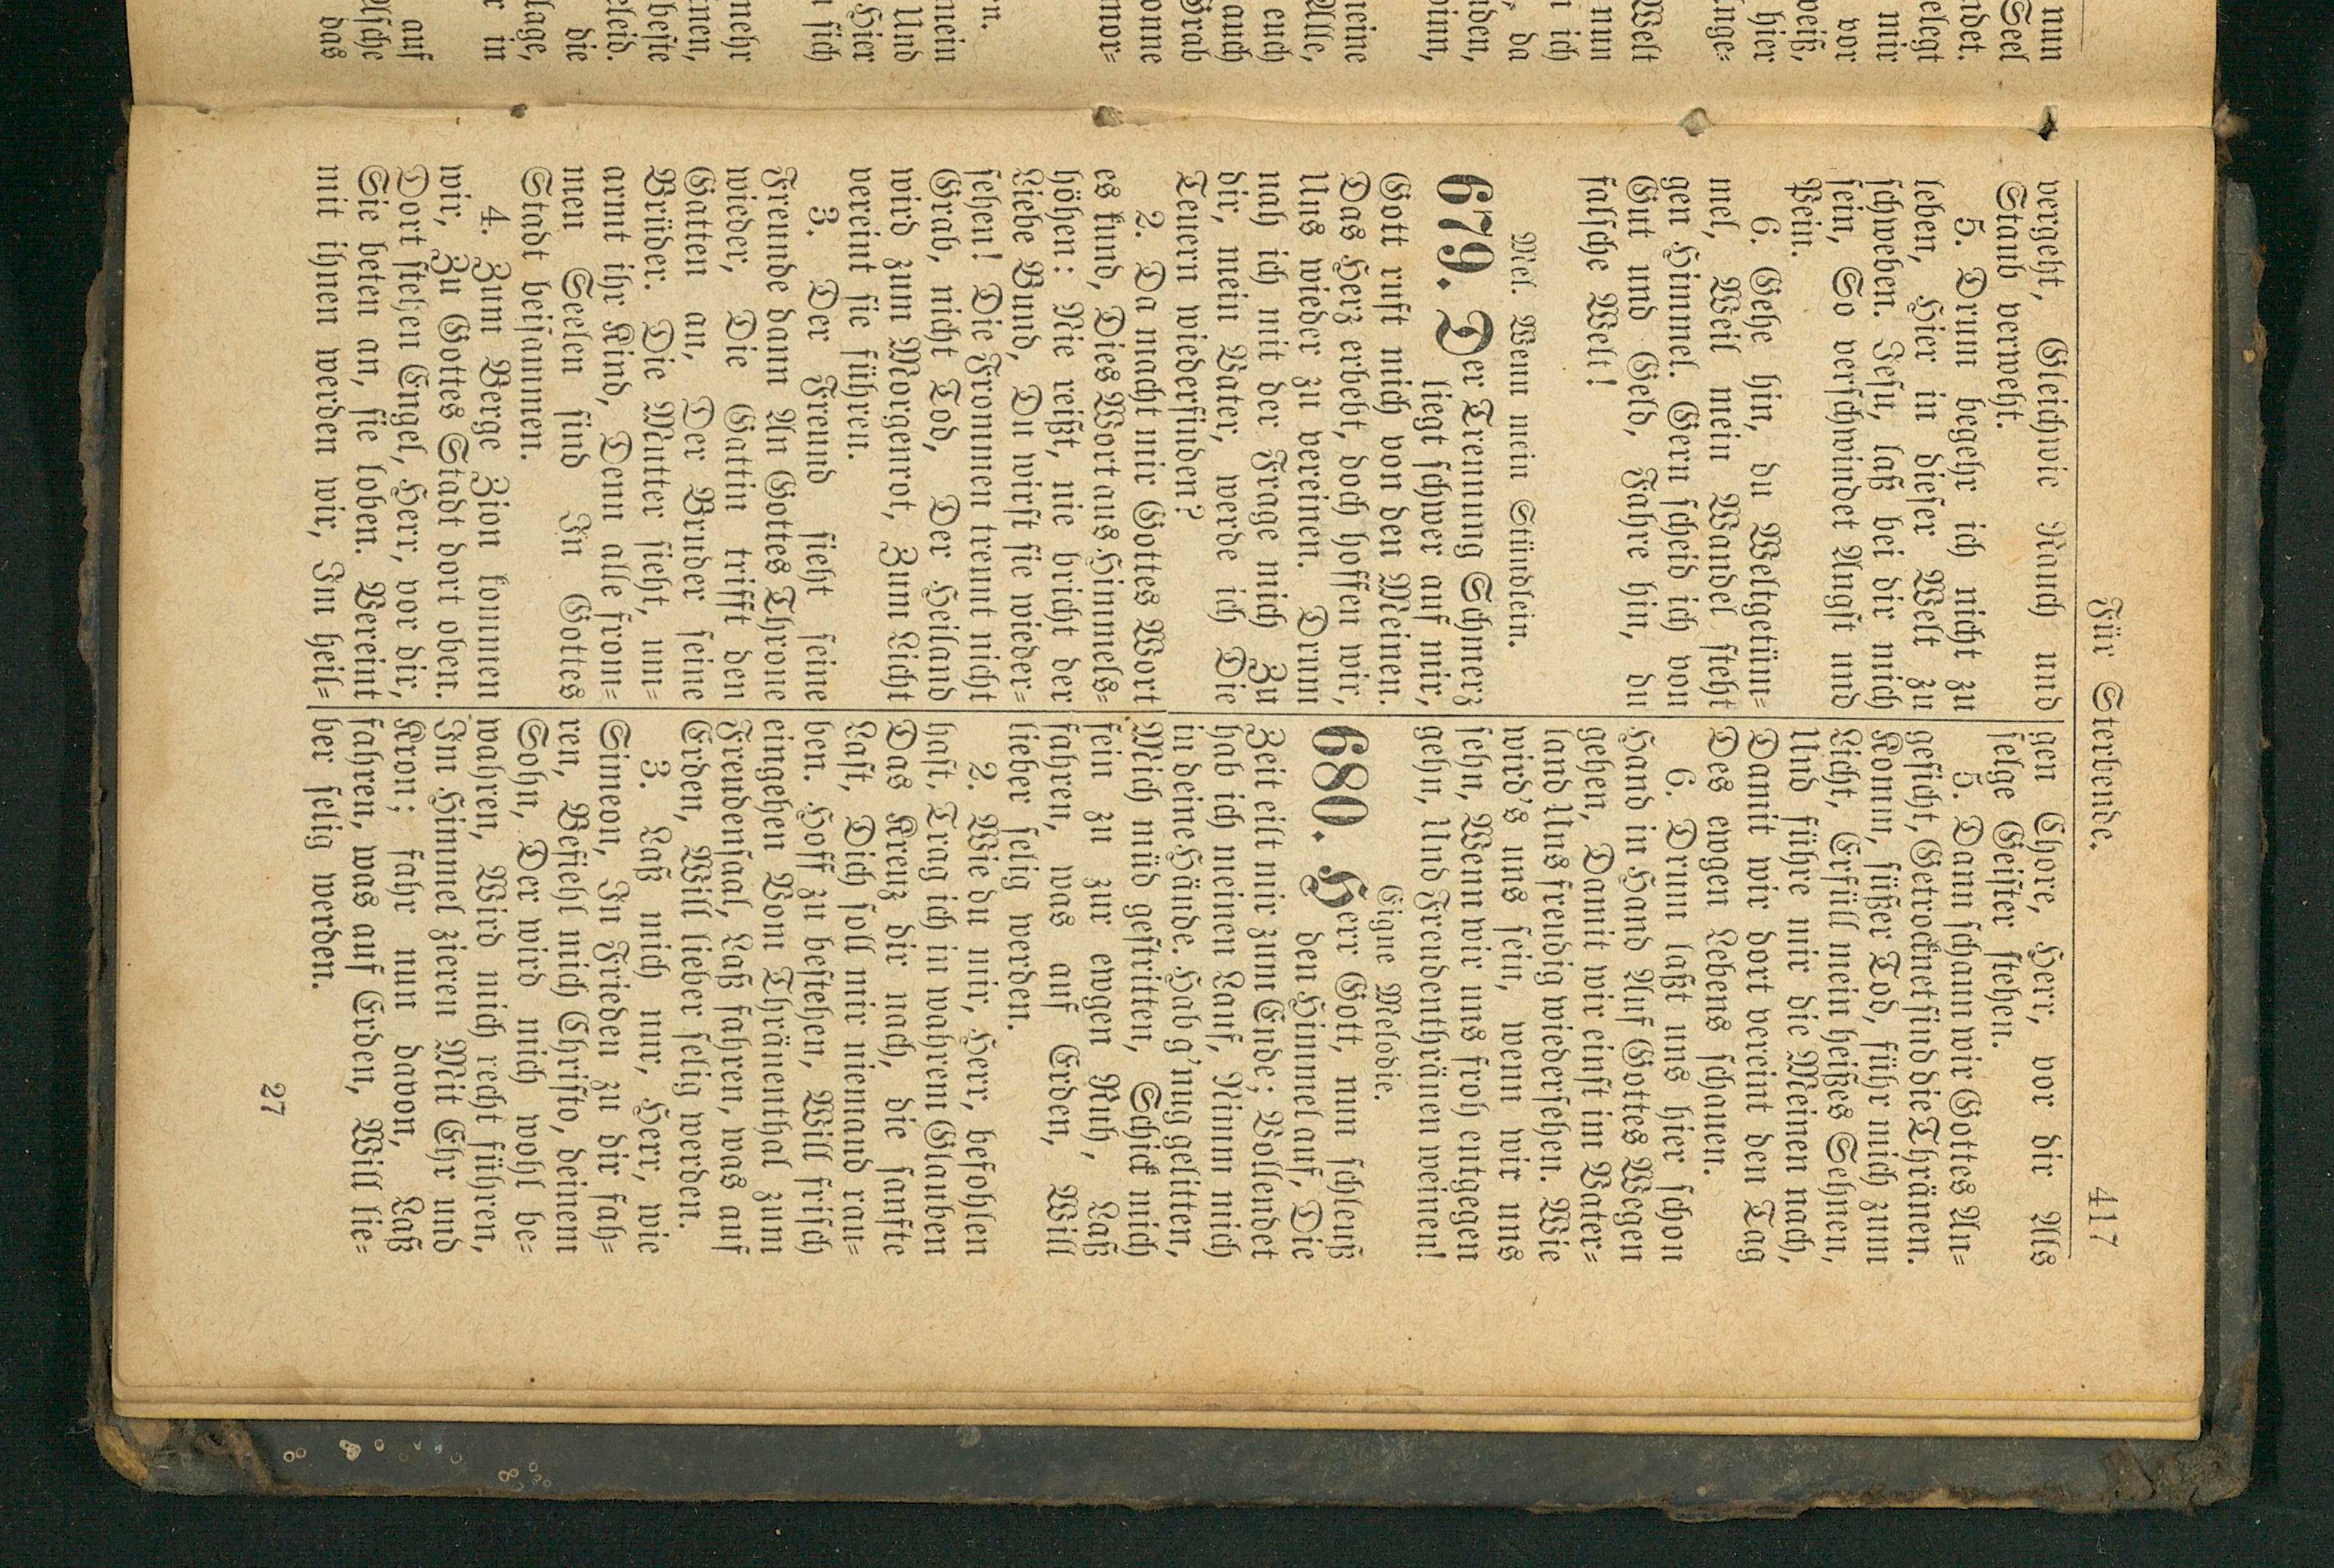 Für Sterbende. 417
vergeht, Gleichwie Rauch und
Staub verweht.
5. Drum begehr ich nicht zu
leben, Hier in dieser Welt zu
schweben. Jesu, laß bei dir mich
sein, So verschwindet Angst und
Pein.
6. Gehe hin, du Weltgetüm-
mel, Weil mein Wandel steht
gen Himmel. Gern scheid ich von
Gut und Geld, Fahre hin, du
falsche Welt!
Mel. Wenn mein Stündlein.
679. Der Trennung Schmerz
liegt schwer auf mir,
Gott ruft mich von den Meinen.
Das Herz erbebt, doch hoffen wir,
Uns wieder zu vereinen. Drum
nah ich mit der Frage mich Zu
dir, mein Vater, werde ich Die
Teuern wiederfinden?
2. Da macht mir Gottes Wort
es kund, Dies Wort aus Himmels-
höhen: Nie reißt, nie bricht der
Liebe Bund, Du wirst sie wieder-
sehen! Die Frommen trennt nicht
Grab, nicht Tod, Der Heiland
wird zum Morgenrot, Zum Licht
vereint sie führen.
3. Der Freund sieht seine
Freunde dann An Gottes Throne
wieder, Die Gattin trifft den
Gatten an, Der Bruder seine
Brüder. Die Mutter sieht, um-
armt ihr Kind, Denn alle from-
men Seelen sind In Gottes
Stadt beisammen.
4. Zum Berge Zion kommen
wir, Zu Gottes Stadt dort oben.
Dort stehen Engel, Herr, vor dir,
Sie beten an, sie loben. Vereint
mit ihnen werden wir, Im heil-
gen Chore, Herr, vor dir Als
selge Geister stehen.
5. Dann schaun wir Gottes An-
gesicht, Getrocknet sind die Thränen.
Komm, süßer Tod, führ mich zum
Licht, Erfüll mein heißes Sehnen,
Und führe mir die Meinen nach,
Damit wir dort vereint den Tag
Des ewgen Lebens schauen.
6. Drum laßt uns hier schon
Hand in Hand Auf Gottes Wegen
gehen, Damit wir einst im Vater-
land Uns freudig wiedersehen. Wie
wird's uns sein, wenn wir uns
sehn, Wenn wir uns froh entgegen
gehn, Und Freudenthränen weinen!
Eigne Melodie.
680. Herr Gott, nun schleuß
den Himmel auf, Die
Zeit eilt mir zum Ende; Vollendet
hab ich meinen Lauf, Nimm mich
in deine Hände. Hab g'nug gelitten,
Mich müd gestritten, Schick mich
fein zu zur ewgen Ruh, Laß
fahren, was auf Erden, Will
lieber selig werden.
2. Wie du mir, Herr, befohlen
hast, Trag ich in wahrem Glauben
Das Kreuz dir nach, die sanfte
Last, Dich soll mir niemand rau-
ben. Hoff zu bestehen, Will frisch
eingehen Vom Thränenthal zum
Freudensaal, Laß fahren, was auf
Erden, Will lieber selig werden.
3. Laß mich nur, Herr, wie
Simeon, In Frieden zu dir fah-
ren, Befiehl mich Christo, deinem
Sohn, Der wird mich wohl be-
wahren, Wird mich recht führen,
Im Himmel zieren Mit Ehr und
Kron; fahr nun davon, Laß
fahren, was auf Erden, Will lie-
ber selig werden.
27